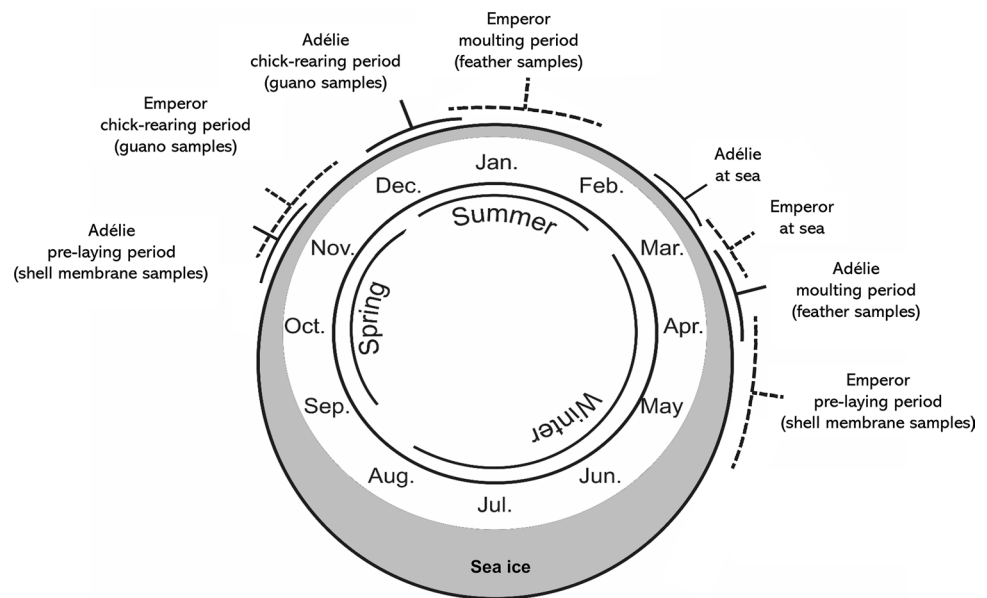 Emperor
moulting period
(feather samples)
Adélie
chick-rearing period
(guano samples)
Emperor
chick-rearing period
(guano samples)
Adélie
pre-laying period
(shell membrane samples)
Adélie
at sea
Emperor
at sea
Adélie
moulting period
(feather samples)
Emperor
pre-laying period
(shell membrane samples)
Jan.
Feb.
Mar.
Apr.
May
Jun.
Jul.
Aug.
Sep.
Oct.
Nov.
Dec.
Summer
Winter
Spring
Sea ice